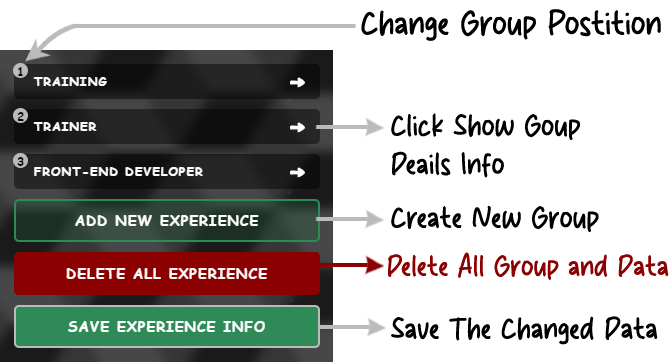 Change Group Postition
1
TRAINING
2
TRAINER
Click Show Goup
Deails Info
3
FRONT-END DEVELOPER
ADD NEW EXPERIENCE
Create New Group
DELETE ALL EXPERIENCE
Delete All Group and Data
SAVE EXPERIENCE INFO
Save The Changed Data